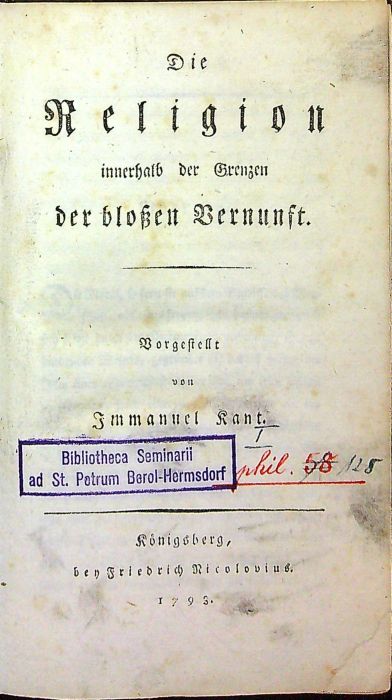 Die
Religion
innerhalb der Grenzen
der bloßen Vernunft.
Vorgestellt
von
Immanuel Kant.
I
Bibliotheca Seminarii
ad St. Petrum Berol-Hermsdorf
phil. 58 128
Königsberg,
bey Friedrich Nicolovius.
1793.